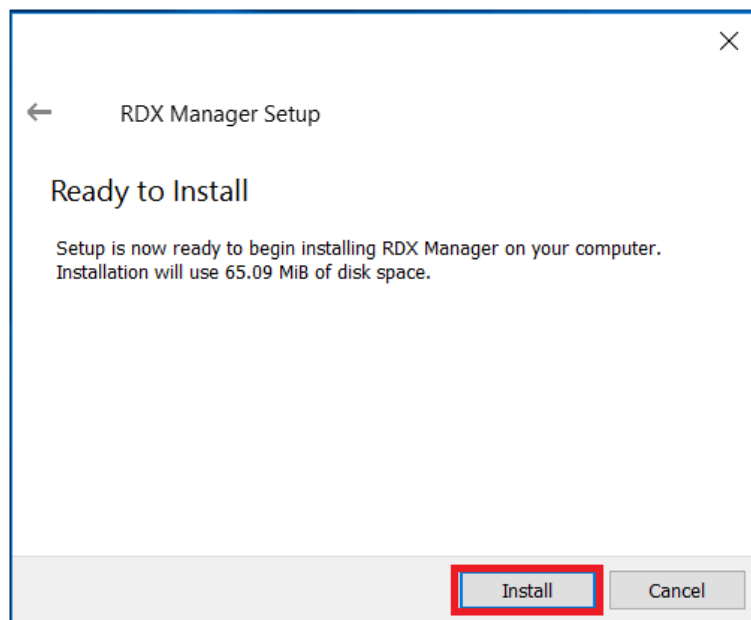 RDX Manager Setup
Ready to Install
Setup is now ready to begin installing RDX Manager on your computer.
Installation will use 65.09 MiB of disk space.
Install
Cancel